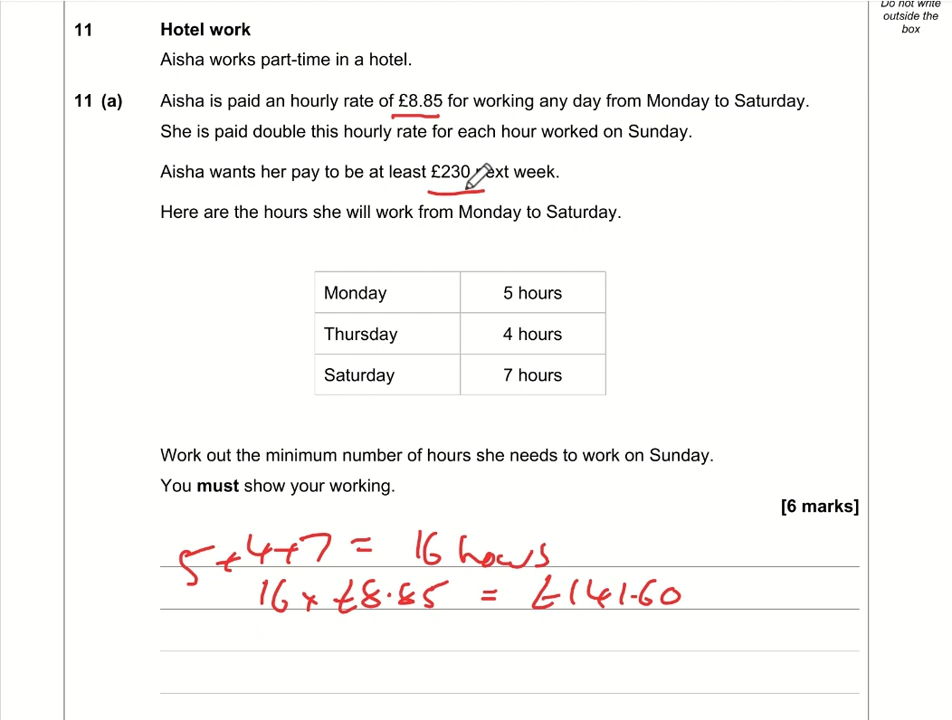 Do not write
outside the
box
11 Hotel work
Aisha works part-time in a hotel.
11 (a) Aisha is paid an hourly rate of £8.85 for working any day from Monday to Saturday.
She is paid double this hourly rate for each hour worked on Sunday.
Aisha wants her pay to be at least £230 next week.
Here are the hours she will work from Monday to Saturday.
Monday 5 hours
Thursday 4 hours
Saturday 7 hours
Work out the minimum number of hours she needs to work on Sunday.
You must show your working.
[6 marks]
5+4+7 = 16 hours
16 x £8.85 = £141.60